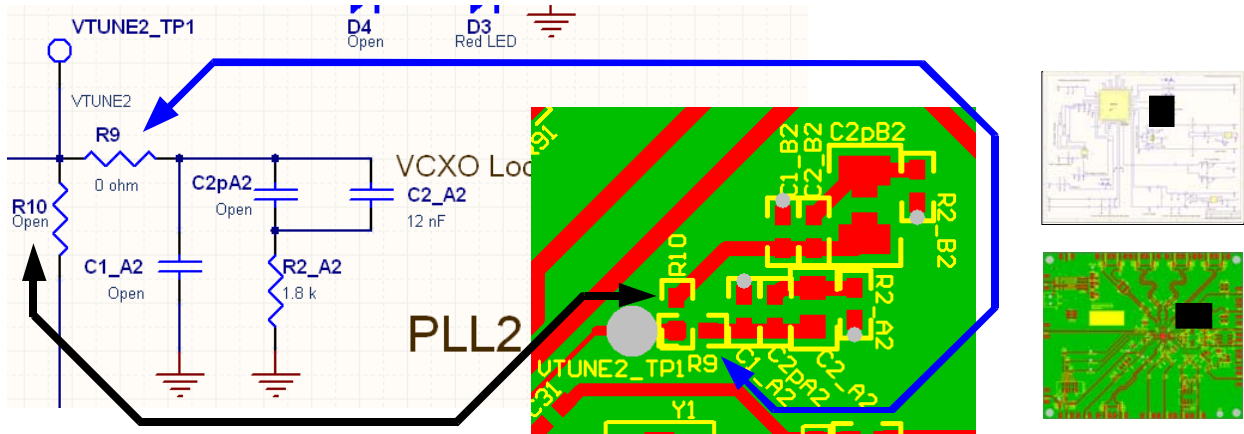 VTUNE2_TP1
D4
Open
D3
Red LED
VTUNE2
R9
0 ohm
R10
Open
C2pA2
Open
VCXO Loo
C2_A2
12 nF
C1_A2
Open
R2_A2
1.8 k
PLL2
R91
C1_B2
C2_B2
C2pB2
R2_B2
R10
R2_A2
VTUNE2_TP1
R9
C1_A2
C2pA2
C2_A2
C31
Y1